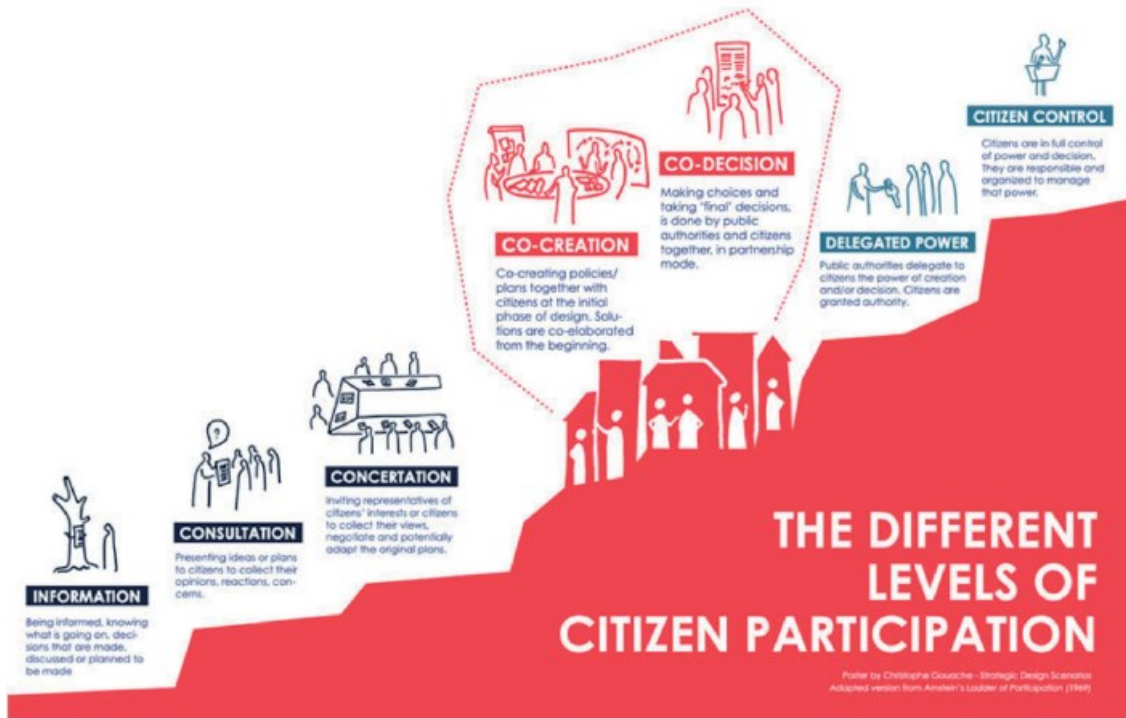 INFORMATION
Being informed, knowing
what is going on, deci-
sions that are made,
discussed or planned to
be made
?
CONSULTATION
Presenting ideas or plans
to citizens to collect their
opinions, reactions, con-
cerns.
CONCERTATION
Inviting representatives of
citizens' interests or citizens
to collect their views,
negotiate and potentially
adapt the original plans.
CO-CREATION
Co-creating policies/
plans together with
citizens at the initial
phase of design. Solu-
tions are co-elaborated
from the beginning.
CO-DECISION
Making choices and
taking 'final' decisions,
is done by public
authorities and citizens
together, in partnership
mode.
DELEGATED POWER
Public authorities delegate to
citizens the power of creation
and/or decision. Citizens are
granted authority.
CITIZEN CONTROL
Citizens are in full control
of power and decision.
They are responsible and
organized to manage
that power.
THE DIFFERENT
LEVELS OF
CITIZEN PARTICIPATION
Poster by Christophe Gouache - Strategic Design Scenarios
Adapted version from Arnstein's Ladder of Participation (1969)